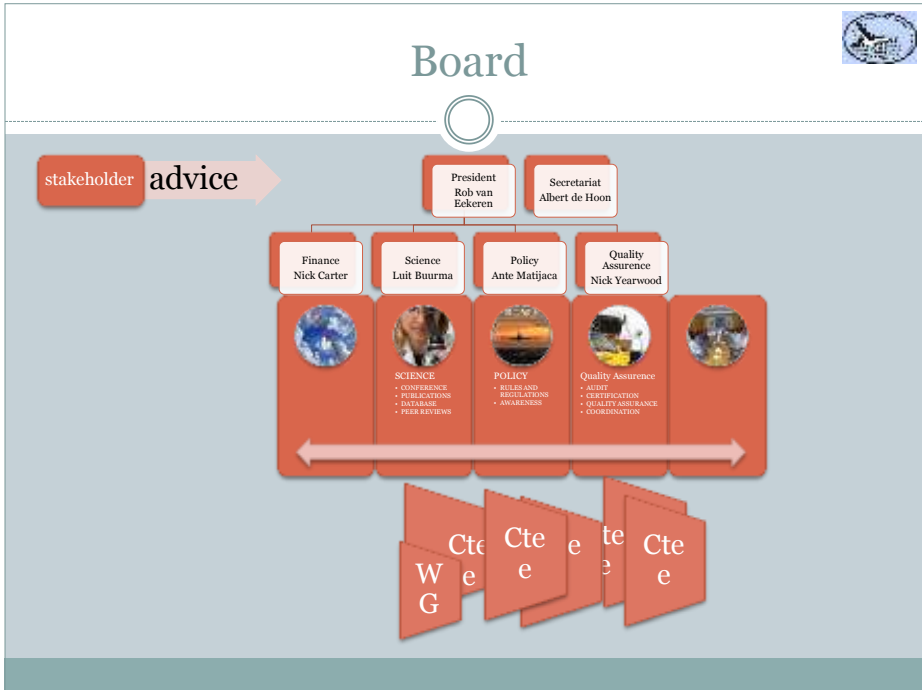 Board
stakeholder
advice
President
Rob van
Eekeren
Secretariat
Albert de Hoon
Finance
Nick Carter
Science
Luit Buurma
Policy
Ante Matijaca
Quality
Assurence
Nick Yearwood
SCIENCE
• CONFERENCE
• PUBLICATIONS
• DATABASE
• PEER REVIEWS
POLICY
• RULES AND
REGULATIONS
• AWARENESS
Quality Assurence
• AUDIT
• CERTIFICATION
• QUALITY ASSURANCE
• COORDINATION
W
G
Cte
e
Cte
e
e
te
e
Cte
e